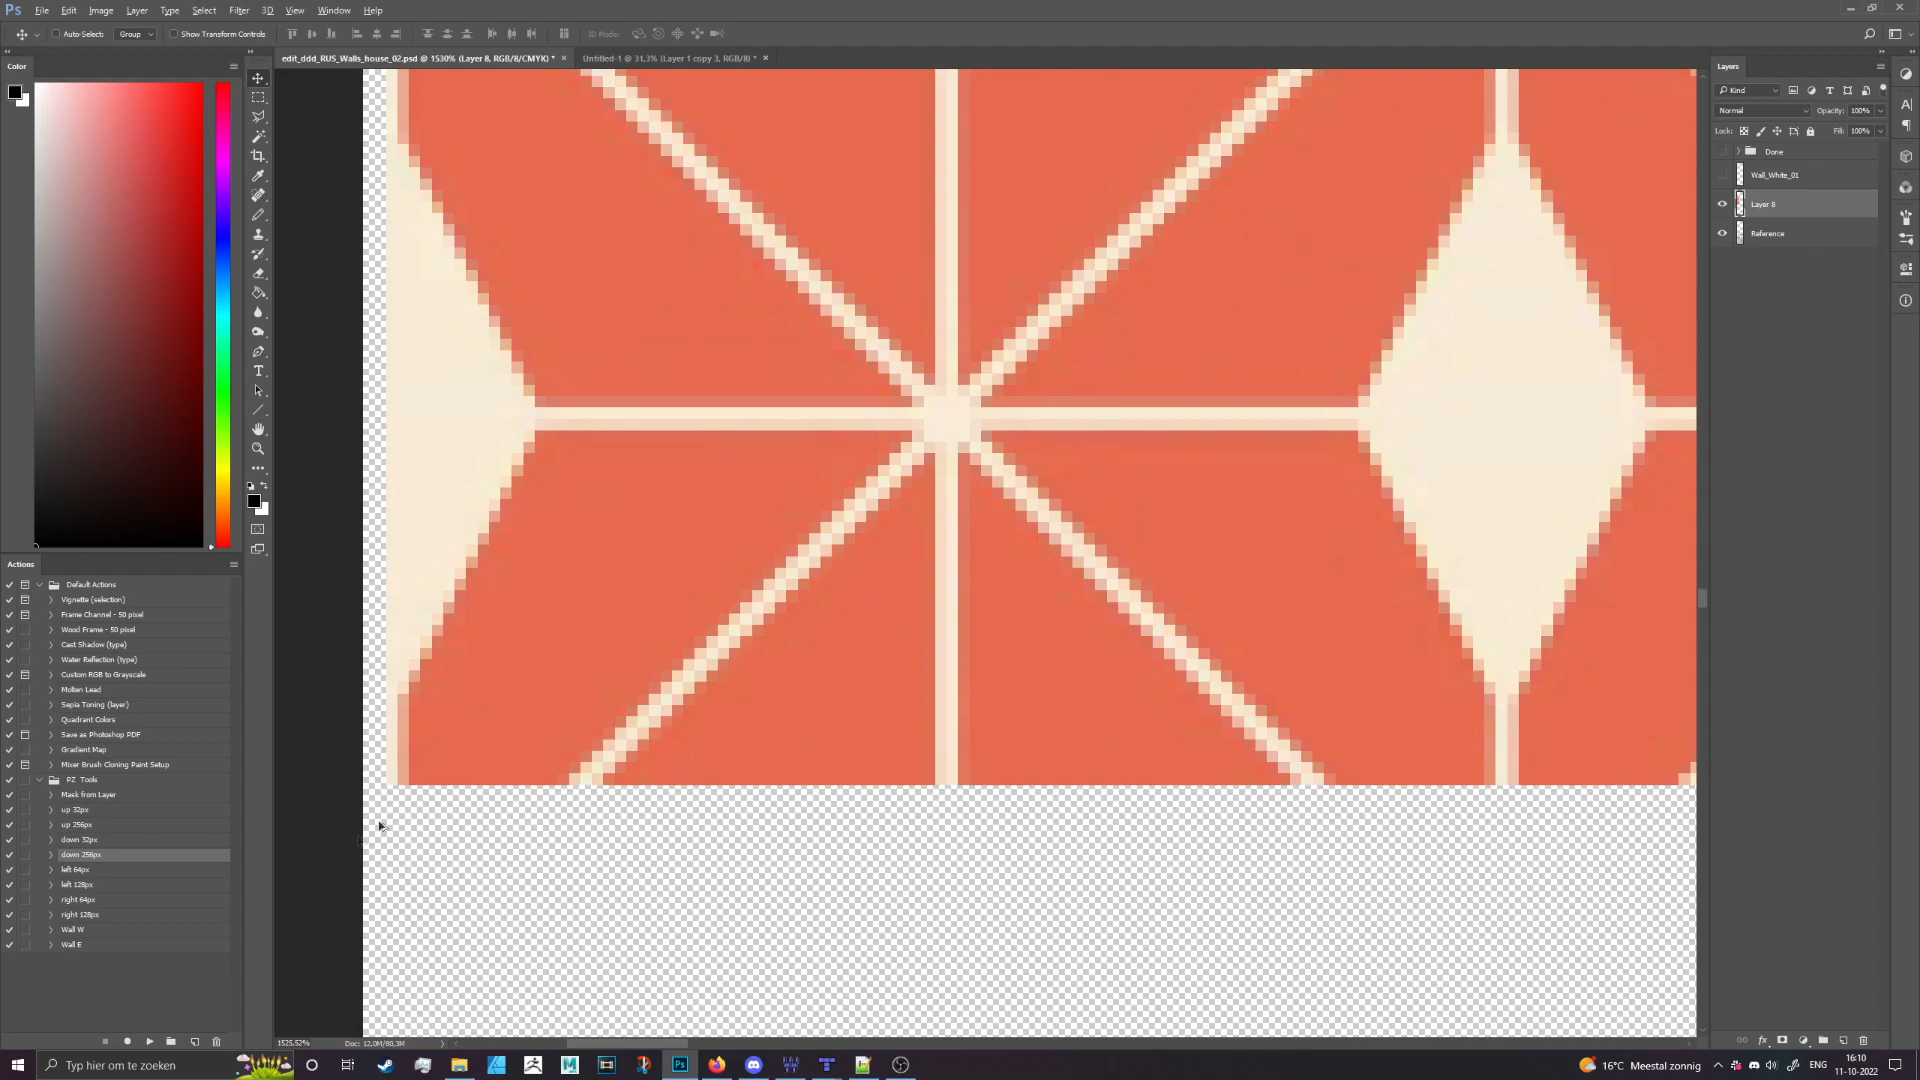 Ps File Edit Image Layer Type Select Filter 3D View Window Help
Auto-Select: Group Show Transform Controls 3D Mode:
Color
edit_ddd_RUS_Walls_house_02.psd @ 1530% (Layer 8, RGB/8/CMYK) * ×
Untitled-1 @ 31,3% (Layer 1 copy 3, RGB/8) * ×
Layers
Kind
Normal Opacity: 100%
Lock: Fill: 100%
Done
Wall_White_01
Layer 8
Reference
Actions
Default Actions
Vignette (selection)
Frame Channel - 50 pixel
Wood Frame - 50 pixel
Cast Shadow (type)
Water Reflection (type)
Custom RGB to Grayscale
Molten Lead
Sepia Toning (layer)
Quadrant Colors
Save as Photoshop PDF
Gradient Map
Mixer Brush Cloning Paint Setup
PZ Tools
Mask from Layer
up 32px
up 256px
down 32px
down 256px
left 64px
left 128px
right 64px
right 128px
Wall W
Wall E
1525,52% Doc: 12,0M/80,3M
Typ hier om te zoeken
16°C Meestal zonnig
ENG
16:10
11-10-2022